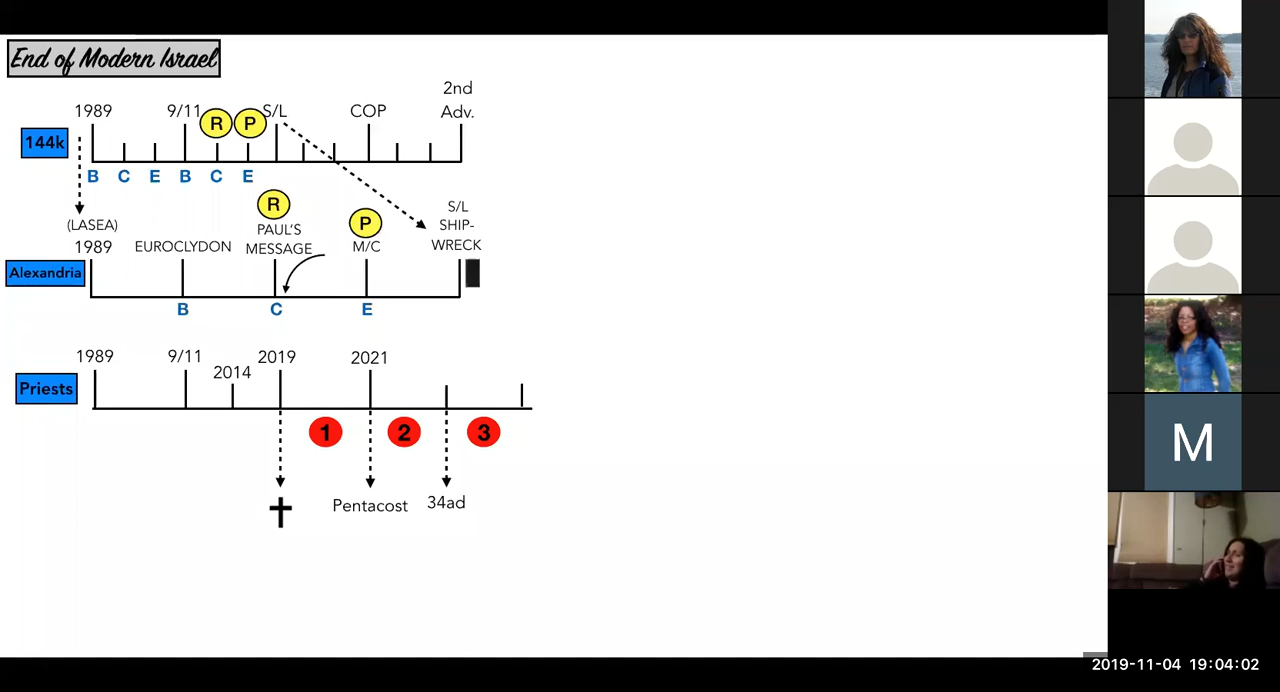 End of Modern Israel
2nd
1989 9/11 S/L COP Adv.
R P
144k
B C E B C E
R
S/L
(LASEA) P SHIP-
PAUL'S
1989 EUROCLYDON MESSAGE M/C WRECK
Alexandria
B C E
1989 9/11 2019 2021
2014
Priests
1 2 3
Pentacost 34ad
M
2019-11-04 19:04:02